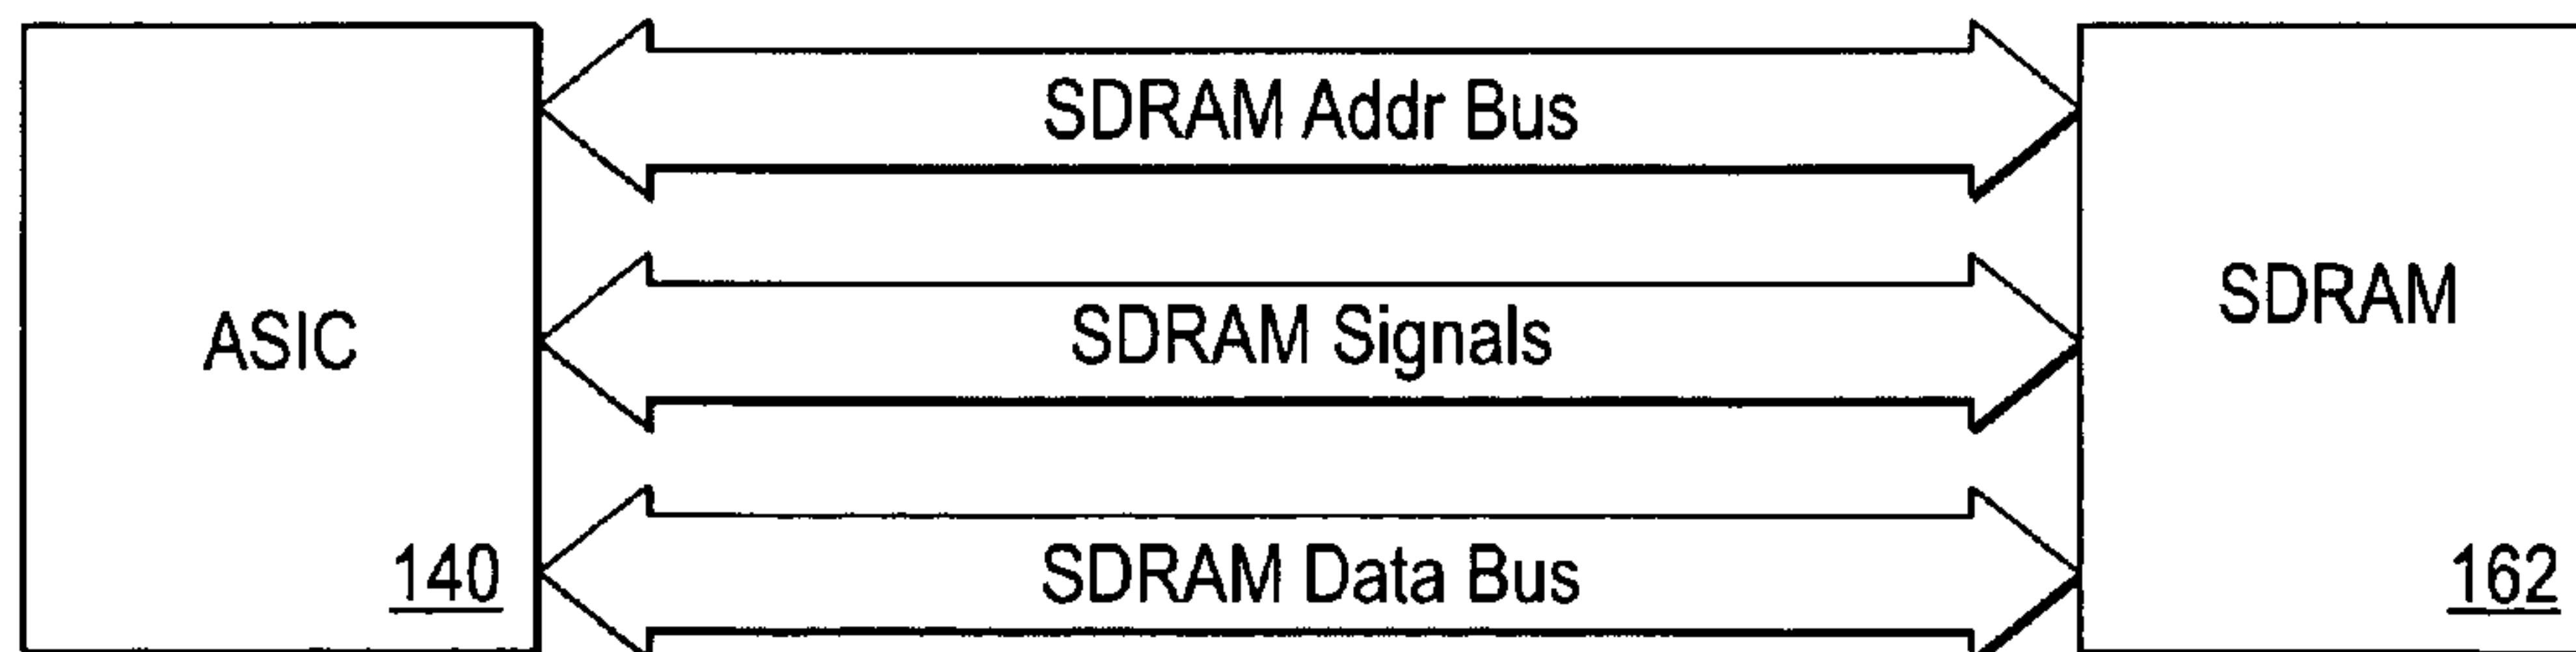 SDRAM Addr Bus
SDRAM
ASIC
SDRAM Signals
140
SDRAM Data Bus
162